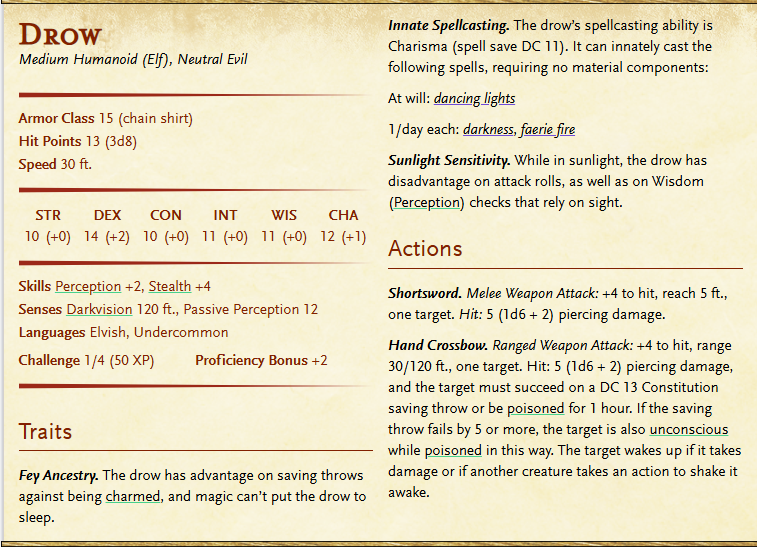 Drow
Medium Humanoid (Elf), Neutral Evil
Armor Class 15 (chain shirt)
Hit Points 13 (3d8)
Speed 30 ft.
STR DEX CON INT WIS CHA
10 (+0) 14 (+2) 10 (+0) 11 (+0) 11 (+0) 12 (+1)
Skills Perception +2, Stealth +4
Senses Darkvision 120 ft., Passive Perception 12
Languages Elvish, Undercommon
Challenge 1/4 (50 XP) Proficiency Bonus +2
Traits
Fey Ancestry. The drow has advantage on saving throws
against being charmed, and magic can't put the drow to
sleep.
Innate Spellcasting. The drow's spellcasting ability is
Charisma (spell save DC 11). It can innately cast the
following spells, requiring no material components:
At will: dancing lights
1/day each: darkness, faerie fire
Sunlight Sensitivity. While in sunlight, the drow has
disadvantage on attack rolls, as well as on Wisdom
(Perception) checks that rely on sight.
Actions
Shortsword. Melee Weapon Attack: +4 to hit, reach 5 ft.,
one target. Hit: 5 (1d6 + 2) piercing damage.
Hand Crossbow. Ranged Weapon Attack: +4 to hit, range
30/120 ft., one target. Hit: 5 (1d6 + 2) piercing damage,
and the target must succeed on a DC 13 Constitution
saving throw or be poisoned for 1 hour. If the saving
throw fails by 5 or more, the target is also unconscious
while poisoned in this way. The target wakes up if it takes
damage or if another creature takes an action to shake it
awake.